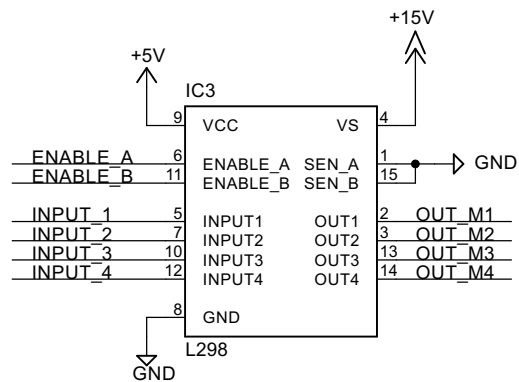 +15V
+5V
IC3
9 VCC VS 4
ENABLE_A 6 ENABLE_A SEN_A 1 GND
ENABLE_B 11 ENABLE_B SEN_B 15
INPUT_1 5 INPUT1 OUT1 2 OUT_M1
INPUT_2 7 INPUT2 OUT2 3 OUT_M2
INPUT_3 10 INPUT3 OUT3 13 OUT_M3
INPUT_4 12 INPUT4 OUT4 14 OUT_M4
8 GND
L298
GND